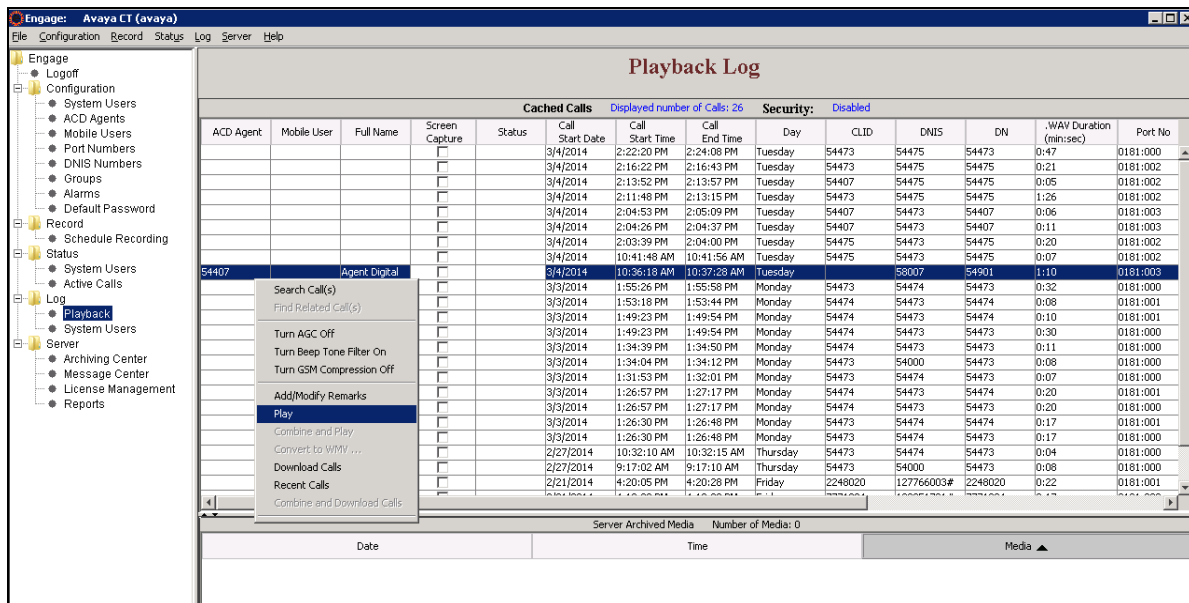 Engage: Avaya CT (avaya)
File Configuration Record Status Log Server Help
Engage
Logoff
Configuration
System Users
ACD Agents
Mobile Users
Port Numbers
DNIS Numbers
Groups
Alarms
Default Password
Record
Schedule Recording
Status
System Users
Active Calls
Log
Playback
System Users
Server
Archiving Center
Message Center
License Management
Reports
Playback Log
Cached Calls Displayed number of Calls: 26 Security: Disabled
ACD Agent Mobile User Full Name Screen Capture Status Call Start Date Call Start Time Call End Time Day CLID DNIS DN .WAV Duration (min:sec) Port No
3/4/2014 2:22:20 PM 2:24:08 PM Tuesday 54473 54475 54473 0:47 0181:000
3/4/2014 2:16:22 PM 2:16:43 PM Tuesday 54473 54475 54475 0:21 0181:002
3/4/2014 2:13:52 PM 2:13:57 PM Tuesday 54407 54475 54475 0:05 0181:002
3/4/2014 2:11:48 PM 2:13:15 PM Tuesday 54473 54475 54475 1:26 0181:002
3/4/2014 2:04:53 PM 2:05:09 PM Tuesday 54407 54473 54407 0:06 0181:003
3/4/2014 2:04:26 PM 2:04:37 PM Tuesday 54407 54473 54407 0:11 0181:003
3/4/2014 2:03:39 PM 2:04:00 PM Tuesday 54475 54473 54475 0:20 0181:002
3/4/2014 10:41:48 AM 10:41:56 AM Tuesday 54475 54473 54475 0:07 0181:002
54407 Agent Digital 3/4/2014 10:36:18 AM 10:37:28 AM Tuesday 58007 54901 1:10 0181:003
3/3/2014 1:55:26 PM 1:55:58 PM Monday 54473 54474 54473 0:32 0181:000
3/3/2014 1:53:18 PM 1:53:44 PM Monday 54474 54473 54474 0:08 0181:001
3/3/2014 1:49:23 PM 1:49:54 PM Monday 54474 54473 54474 0:10 0181:001
3/3/2014 1:49:23 PM 1:49:54 PM Monday 54474 54473 54473 0:30 0181:000
3/3/2014 1:34:39 PM 1:34:50 PM Monday 54474 54473 54473 0:11 0181:000
3/3/2014 1:34:04 PM 1:34:12 PM Monday 54473 54000 54473 0:08 0181:000
3/3/2014 1:31:53 PM 1:32:01 PM Monday 54473 54474 54473 0:07 0181:000
3/3/2014 1:26:57 PM 1:27:17 PM Monday 54474 54473 54474 0:20 0181:001
3/3/2014 1:26:57 PM 1:27:17 PM Monday 54474 54473 54473 0:20 0181:000
3/3/2014 1:26:30 PM 1:26:48 PM Monday 54473 54474 54474 0:17 0181:001
3/3/2014 1:26:30 PM 1:26:48 PM Monday 54473 54474 54473 0:17 0181:000
2/27/2014 10:32:10 AM 10:32:15 AM Thursday 54473 54474 54473 0:04 0181:000
2/27/2014 9:17:02 AM 9:17:10 AM Thursday 54473 54000 54473 0:08 0181:000
2/21/2014 4:20:05 PM 4:20:28 PM Friday 2248020 127766003# 2248020 0:22 0181:001
Search Call(s)
Find Related Call(s)
Turn AGC Off
Turn Beep Tone Filter On
Turn GSM Compression Off
Add/Modify Remarks
Play
Combine and Play
Convert to WMV ...
Download Calls
Recent Calls
Combine and Download Calls
Server Archived Media Number of Media: 0
Date Time Media